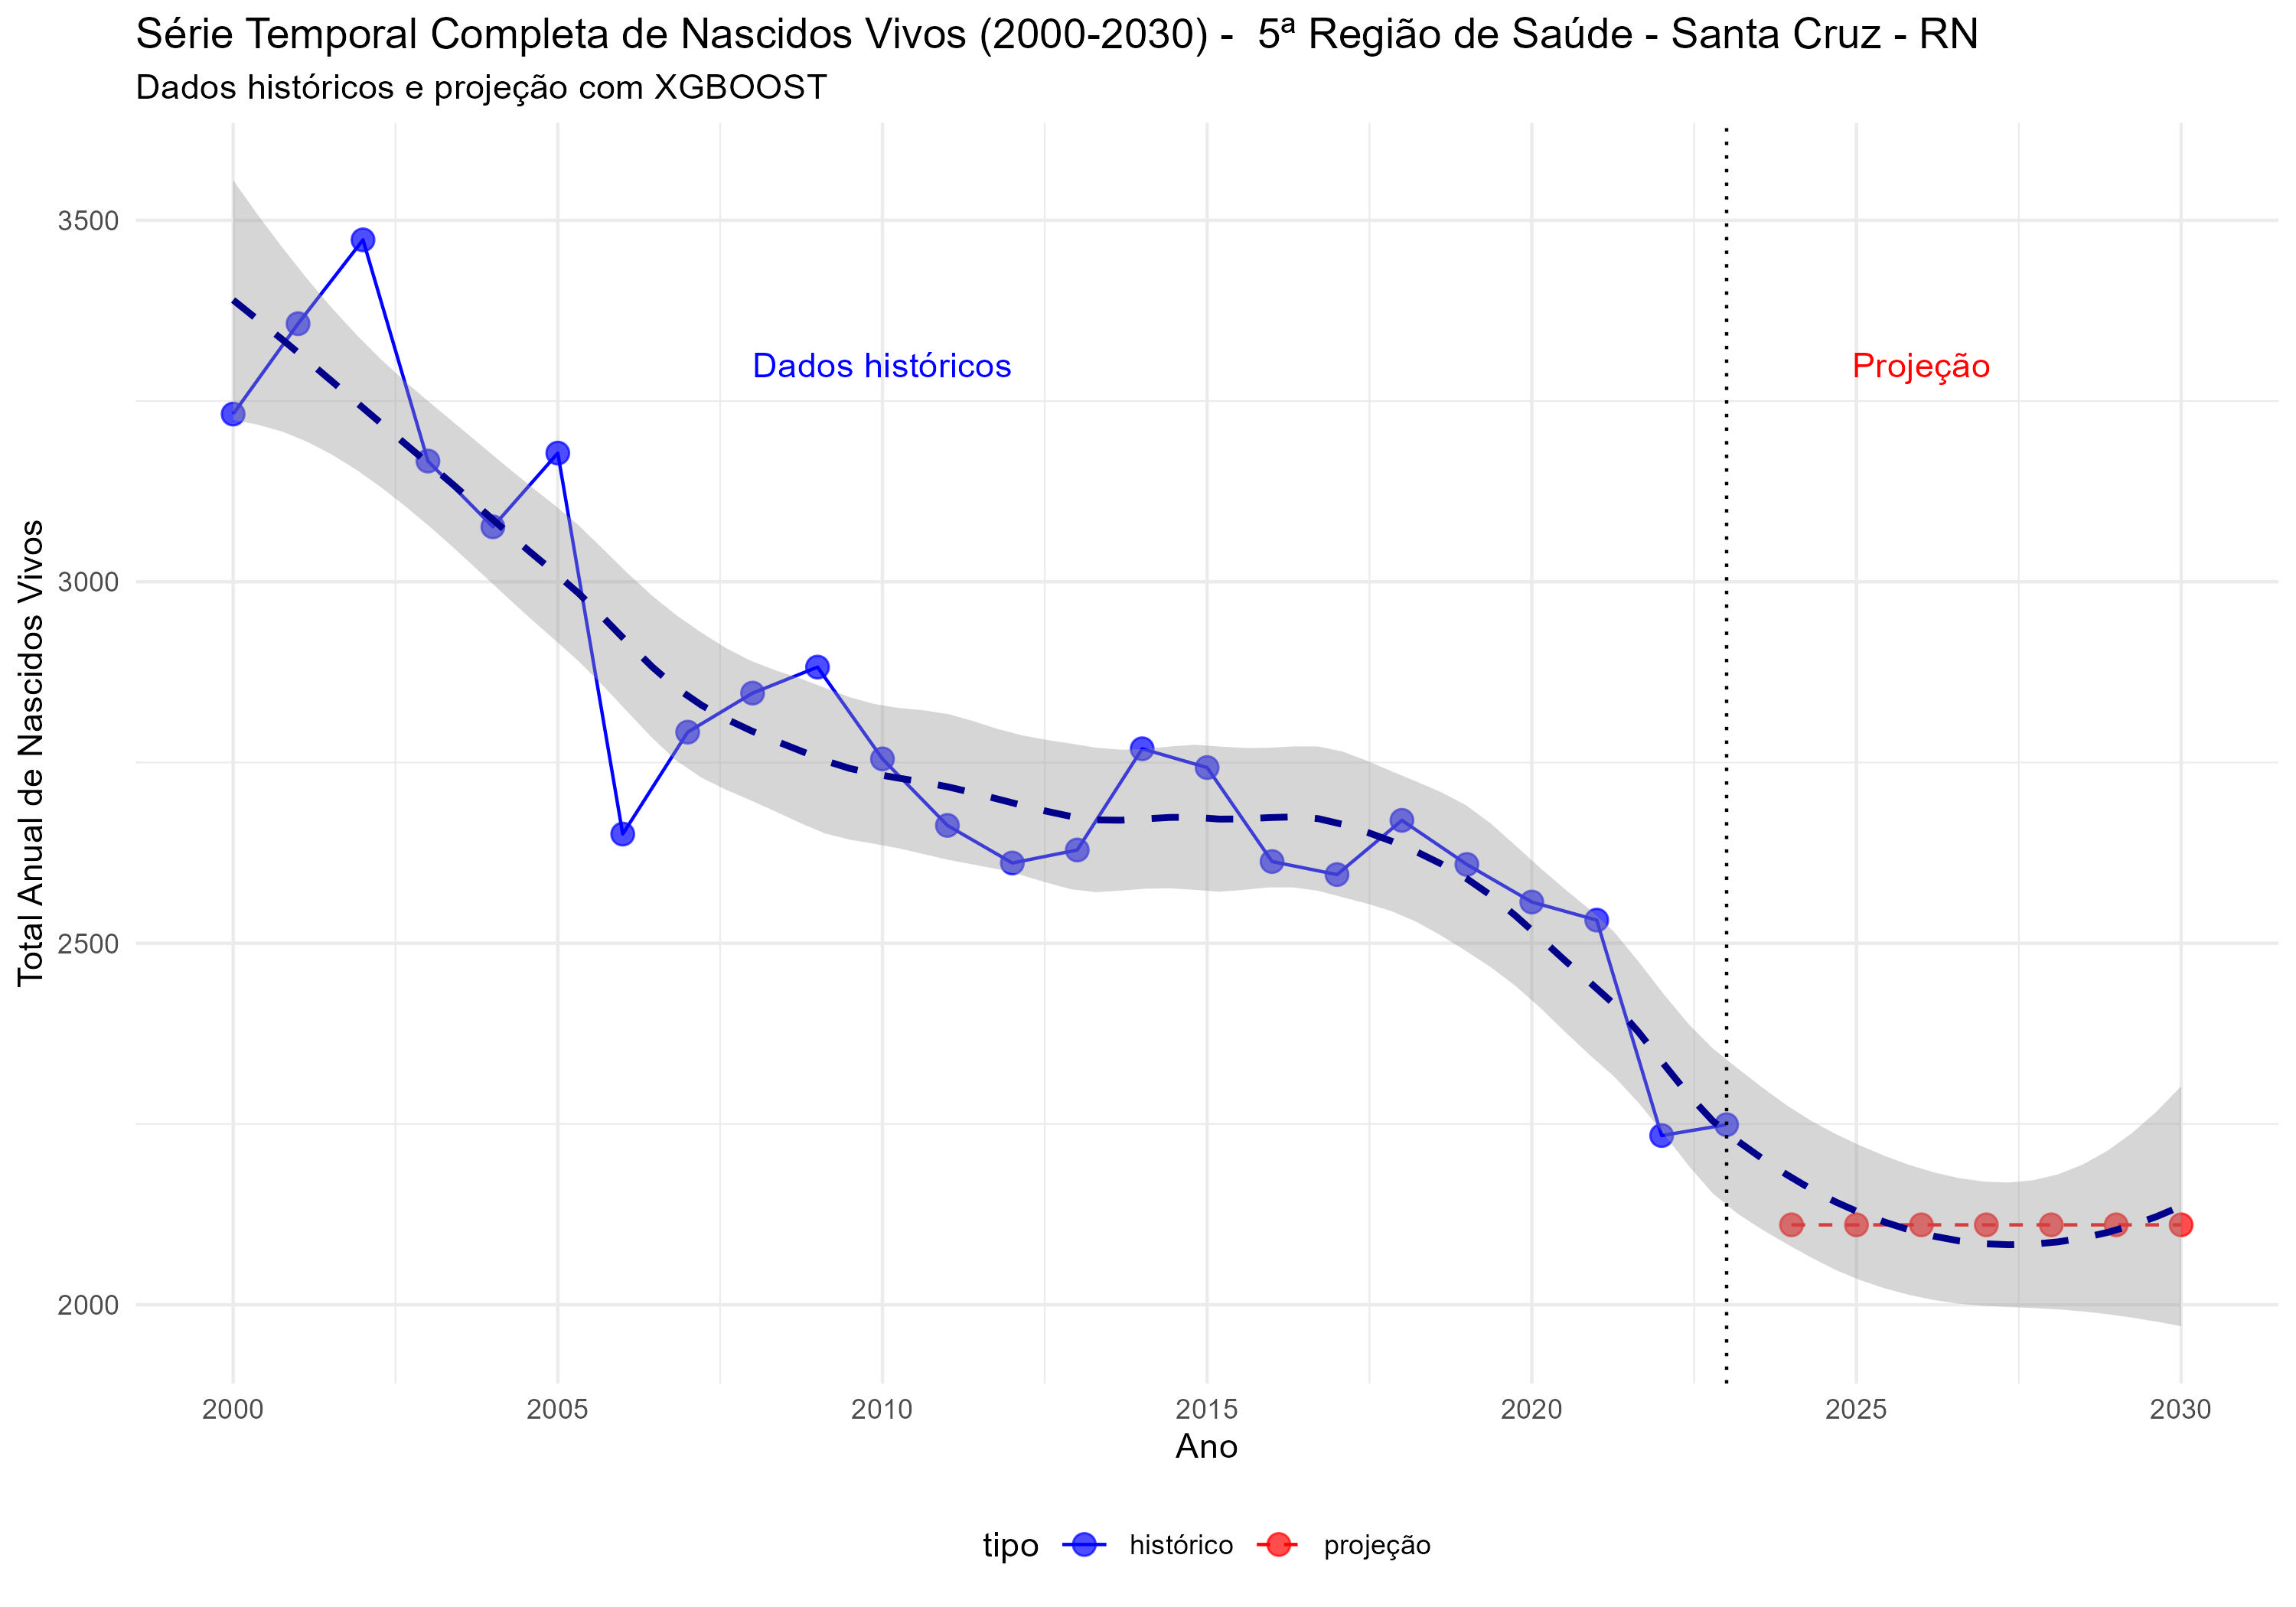 Série Temporal Completa de Nascidos Vivos (2000-2030) -  5ª Região de Saúde - Santa Cruz - RN
Dados históricos e projeção com XGBOOST
Total Anual de Nascidos Vivos
3500
3000
2500
2000
Dados históricos
Projeção
2000
2005
2010
2015
2020
2025
2030
Ano
tipo
histórico
projeção